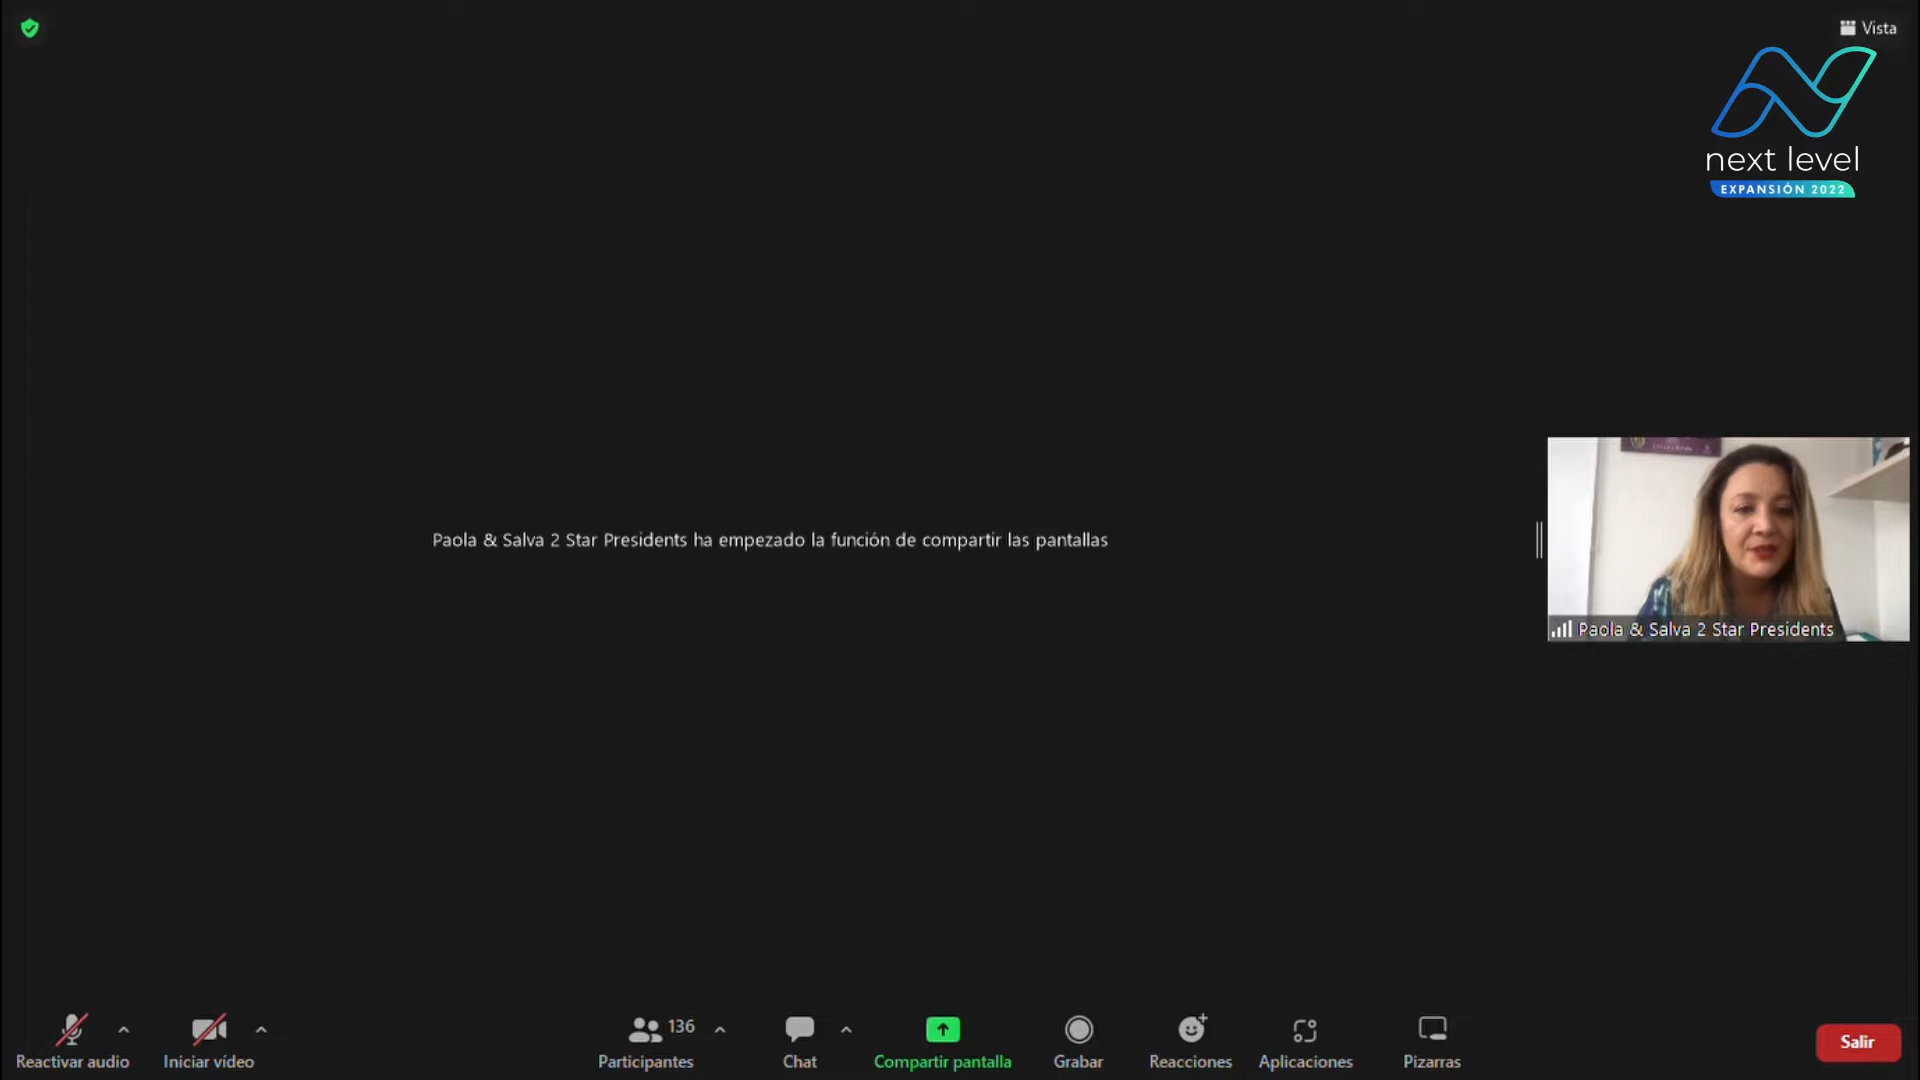 Vista
next level
EXPANSIÓN 2022
Paola & Salva 2 Star Presidents ha empezado la función de compartir las pantallas
Paola & Salva 2 Star Presidents
136
Reactivar audio
Iniciar vídeo
Participantes
Chat
Compartir pantalla
Grabar
Reacciones
Aplicaciones
Pizarras
Salir